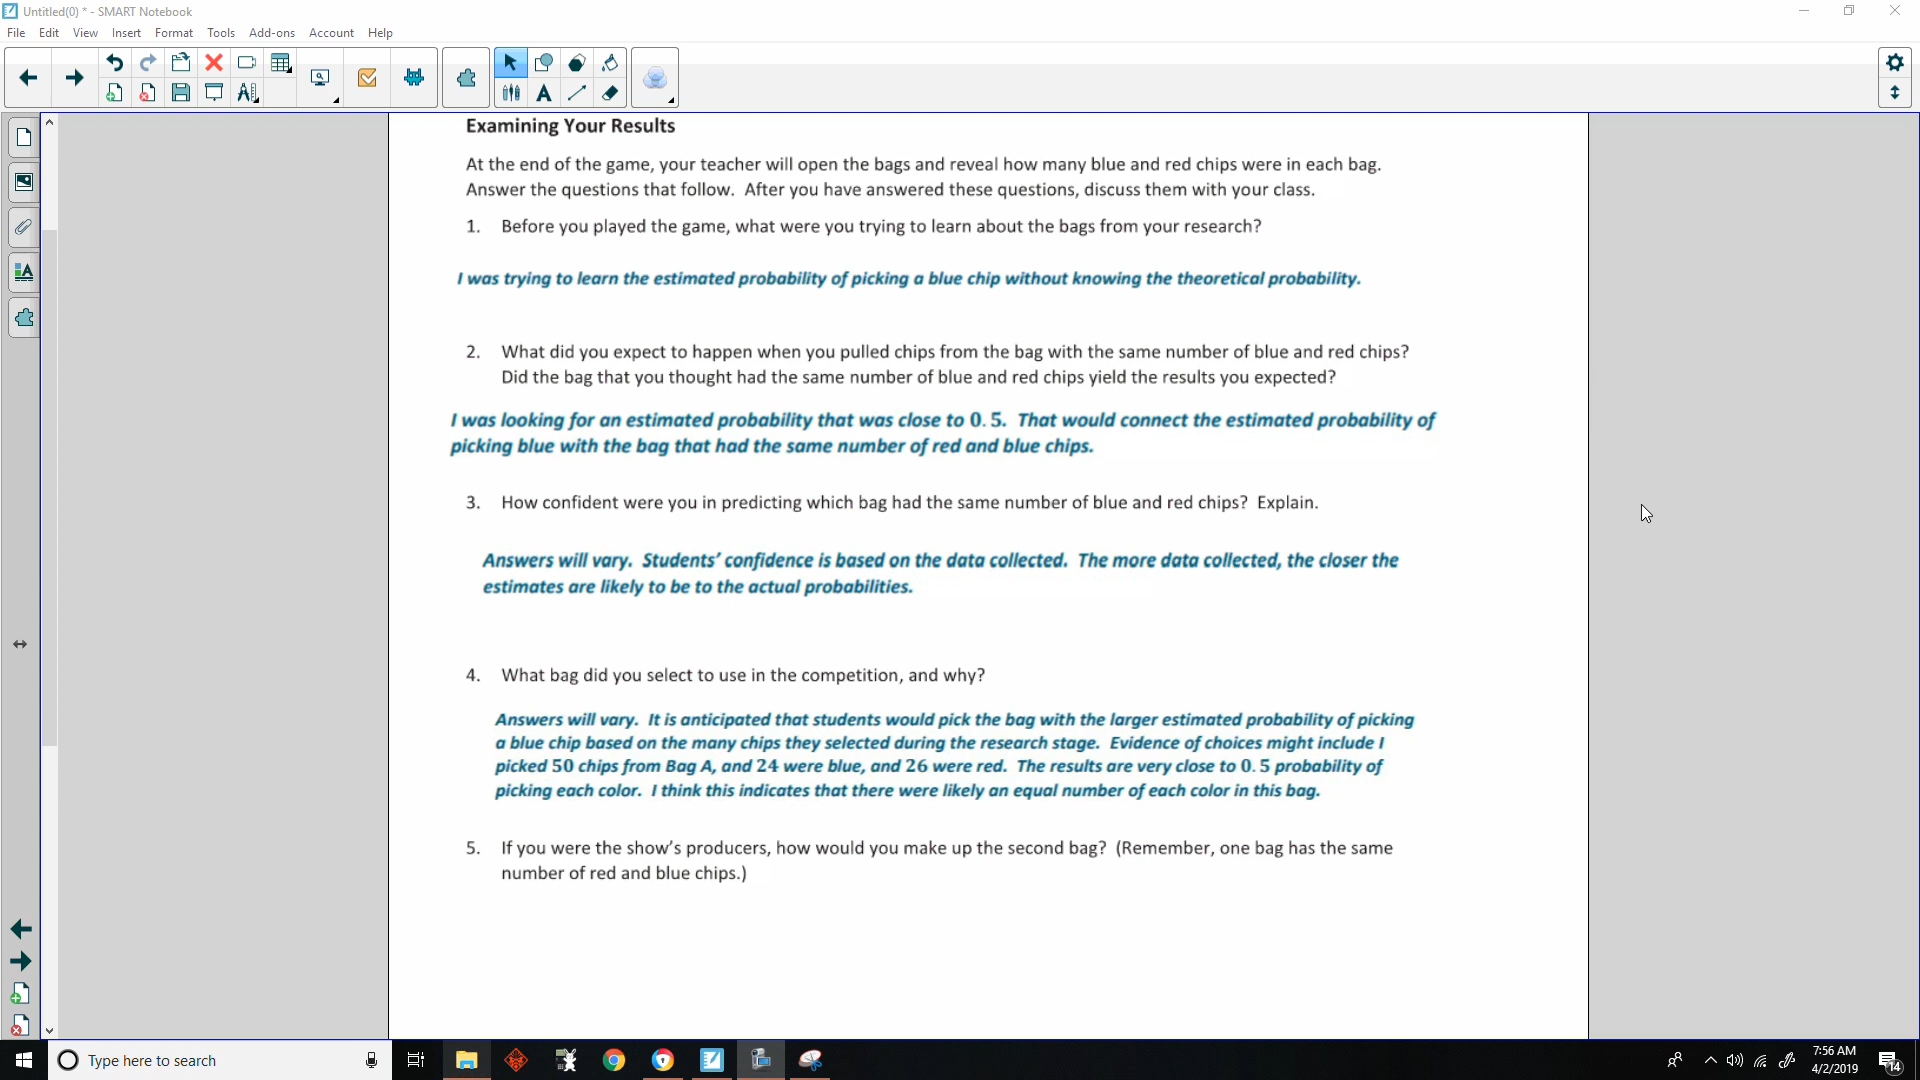 Untitled(0) * - SMART Notebook
File Edit View Insert Format Tools Add-ons Account Help
Examining Your Results
At the end of the game, your teacher will open the bags and reveal how many blue and red chips were in each bag.
Answer the questions that follow. After you have answered these questions, discuss them with your class.
1. Before you played the game, what were you trying to learn about the bags from your research?
I was trying to learn the estimated probability of picking a blue chip without knowing the theoretical probability.
2. What did you expect to happen when you pulled chips from the bag with the same number of blue and red chips?
Did the bag that you thought had the same number of blue and red chips yield the results you expected?
I was looking for an estimated probability that was close to 0.5. That would connect the estimated probability of
picking blue with the bag that had the same number of red and blue chips.
3. How confident were you in predicting which bag had the same number of blue and red chips? Explain.
Answers will vary. Students' confidence is based on the data collected. The more data collected, the closer the
estimates are likely to be to the actual probabilities.
4. What bag did you select to use in the competition, and why?
Answers will vary. It is anticipated that students would pick the bag with the larger estimated probability of picking
a blue chip based on the many chips they selected during the research stage. Evidence of choices might include I
picked 50 chips from Bag A, and 24 were blue, and 26 were red. The results are very close to 0.5 probability of
picking each color. I think this indicates that there were likely an equal number of each color in this bag.
5. If you were the show's producers, how would you make up the second bag? (Remember, one bag has the same
number of red and blue chips.)
Type here to search
7:56 AM
4/2/2019
14